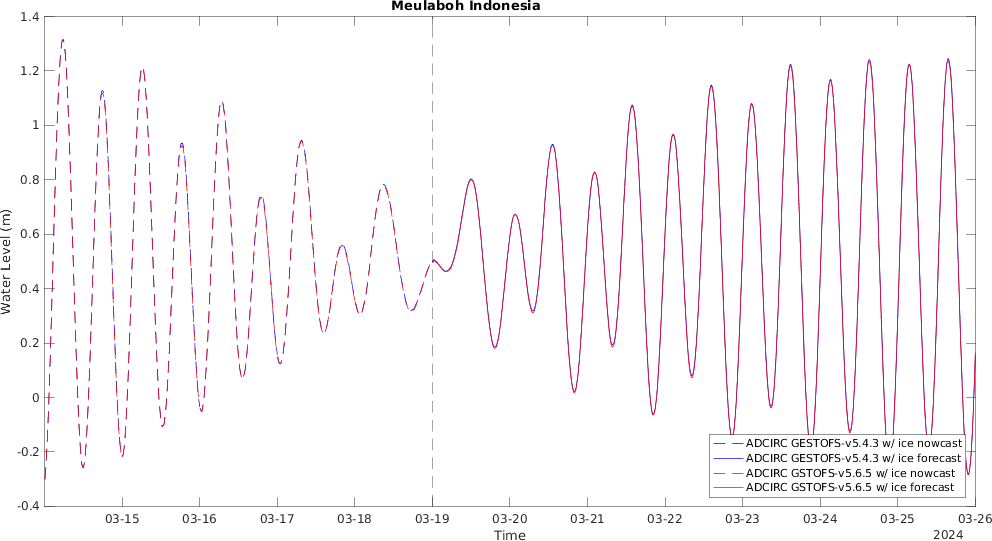 Meulaboh Indonesia
1.4
1.2
1
0.8
0.6
0.4
0.2
0
-0.2
-0.4
Water Level (m)
03-15 03-16 03-17 03-18 03-19 03-20 03-21 03-22 03-23 03-24 03-25 03-26
Time
2024
ADCIRC GESTOFS-v5.4.3 w/ ice nowcast
ADCIRC GESTOFS-v5.4.3 w/ ice forecast
ADCIRC GSTOFS-v5.6.5 w/ ice nowcast
ADCIRC GSTOFS-v5.6.5 w/ ice forecast